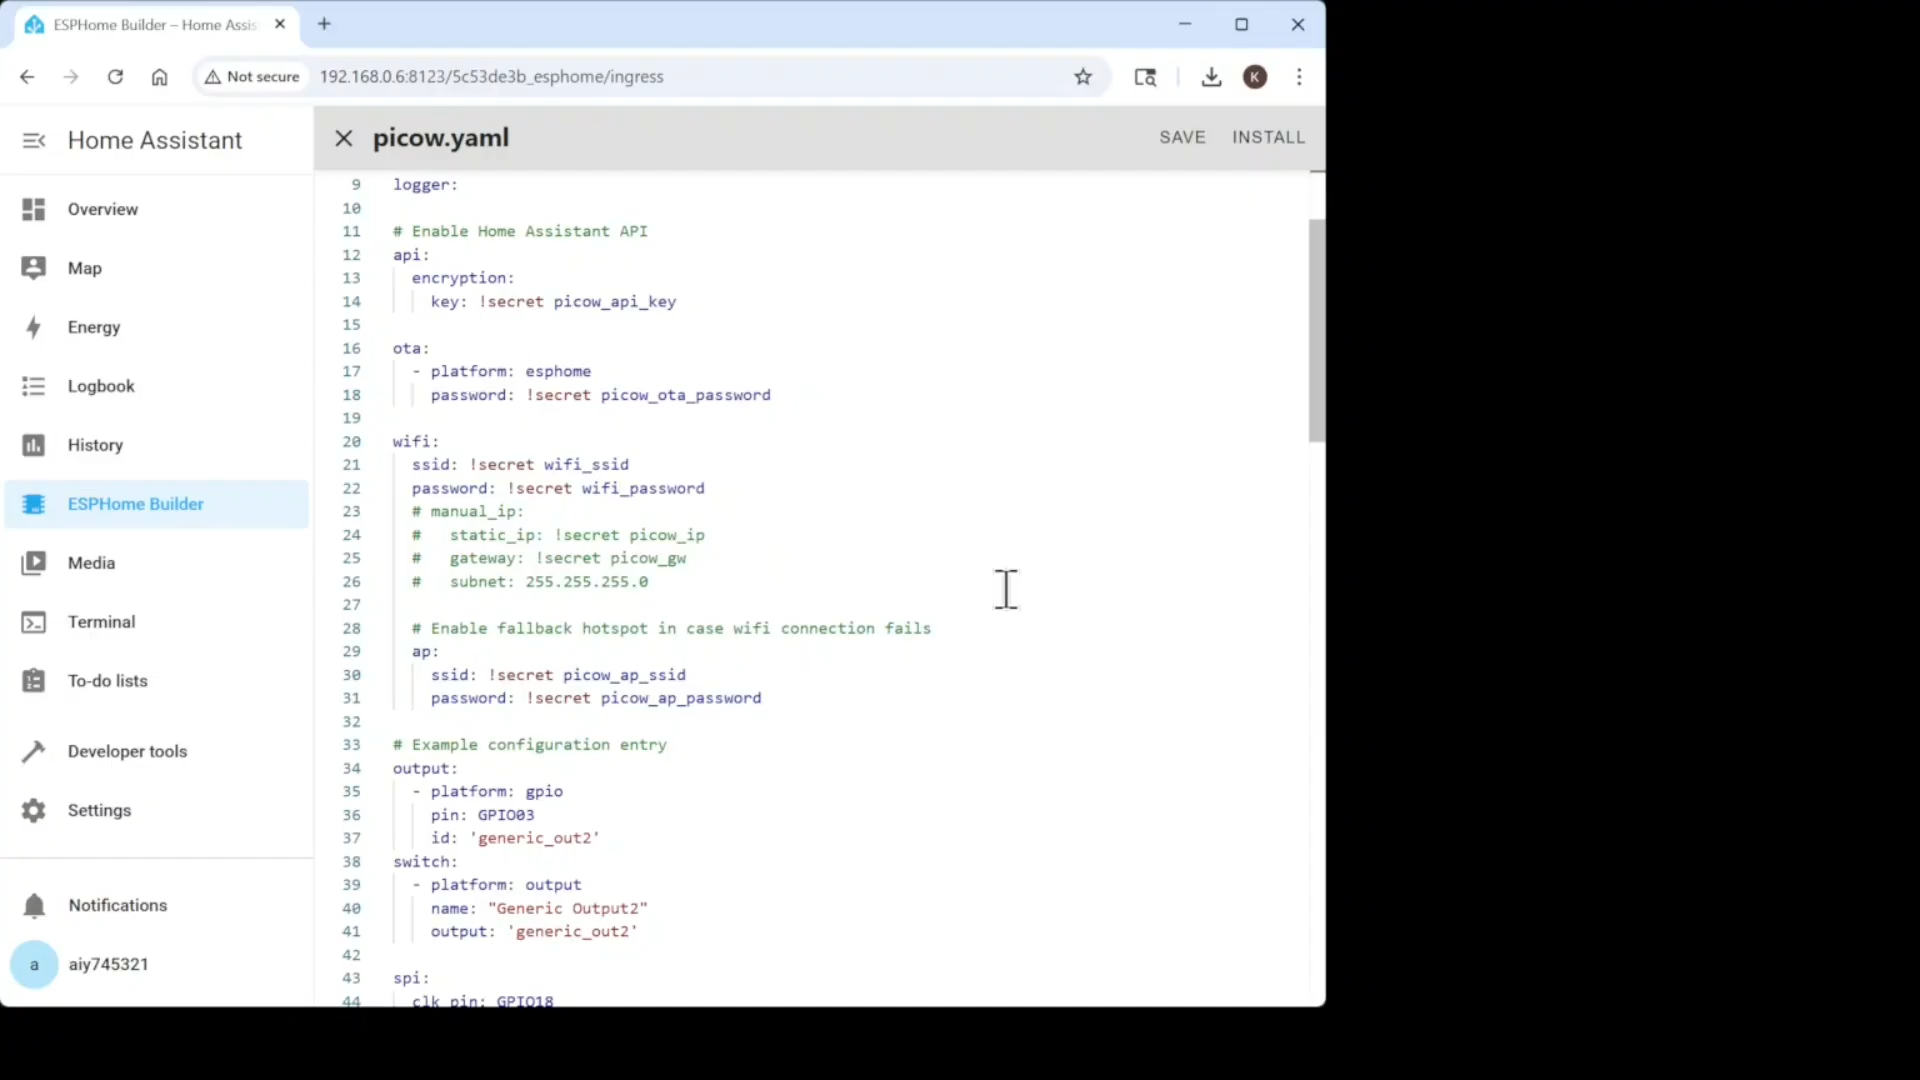 ESPHome Builder – Home Assis
Not secure
192.168.0.6:8123/5c53de3b_esphome/ingress
K
Home Assistant
picow.yaml
SAVE
INSTALL
Overview
Map
Energy
Logbook
History
ESPHome Builder
Media
Terminal
To-do lists
Developer tools
Settings
Notifications
a
aiy745321
9 logger:
10
11 # Enable Home Assistant API
12 api:
13 encryption:
14 key: !secret picow_api_key
15
16 ota:
17 - platform: esphome
18 password: !secret picow_ota_password
19
20 wifi:
21 ssid: !secret wifi_ssid
22 password: !secret wifi_password
23 # manual_ip:
24 # static_ip: !secret picow_ip
25 # gateway: !secret picow_gw
26 # subnet: 255.255.255.0
27
28 # Enable fallback hotspot in case wifi connection fails
29 ap:
30 ssid: !secret picow_ap_ssid
31 password: !secret picow_ap_password
32
33 # Example configuration entry
34 output:
35 - platform: gpio
36 pin: GPIO03
37 id: 'generic_out2'
38 switch:
39 - platform: output
40 name: "Generic Output2"
41 output: 'generic_out2'
42
43 spi:
44 clk_pin: GPIO18